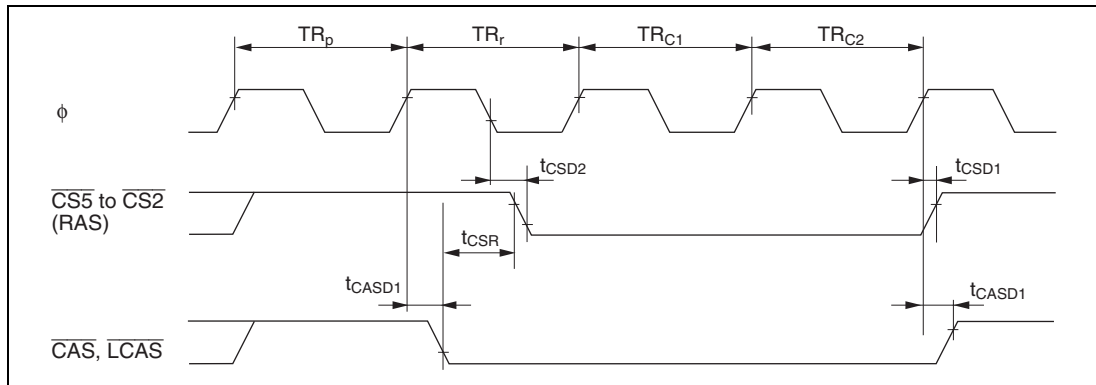 TRp TRr TRC1 TRC2
ϕ
tCSD2 tCSD1
CS5 to CS2
(RAS)
tCSR
tCASD1 tCASD1
CAS, LCAS